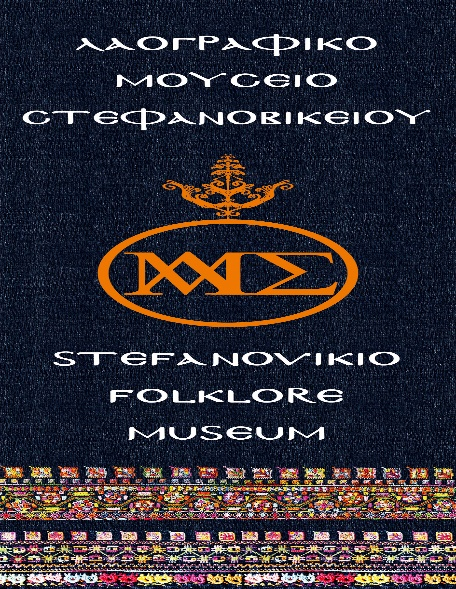 ΛΑΟΓΡΑΦΙΚΟ
ΜΟΥϹΕΙΟ
ϹΤΕΦΑΝΟΒΙΚΕΙΟΥ
ΛΜΣ
STEFANOVIKIO
FOLKLORE
MUSEUM